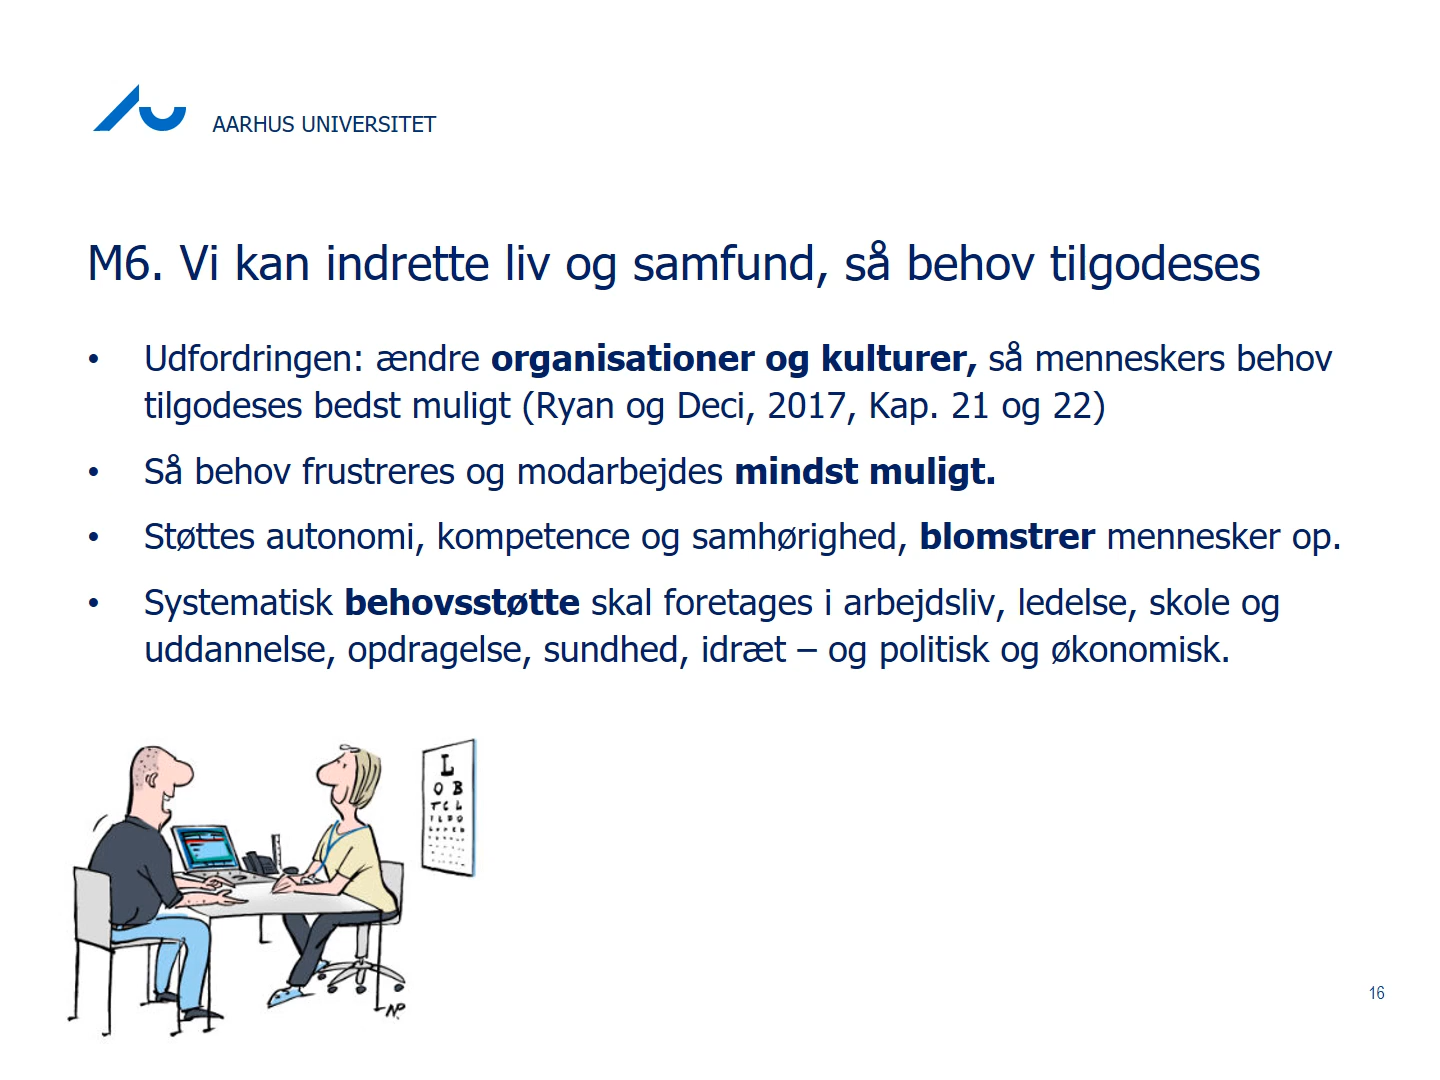 AARHUS UNIVERSITET
M6. Vi kan indrette liv og samfund, så behov tilgodeses
• Udfordringen: ændre organisationer og kulturer, så menneskers behov
tilgodeses bedst muligt (Ryan og Deci, 2017, Kap. 21 og 22)
• Så behov frustreres og modarbejdes mindst muligt.
• Støttes autonomi, kompetence og samhørighed, blomstrer mennesker op.
• Systematisk behovsstøtte skal foretages i arbejdsliv, ledelse, skole og
uddannelse, opdragelse, sundhed, idræt – og politisk og økonomisk.
L
O B
T C L
NP.
16